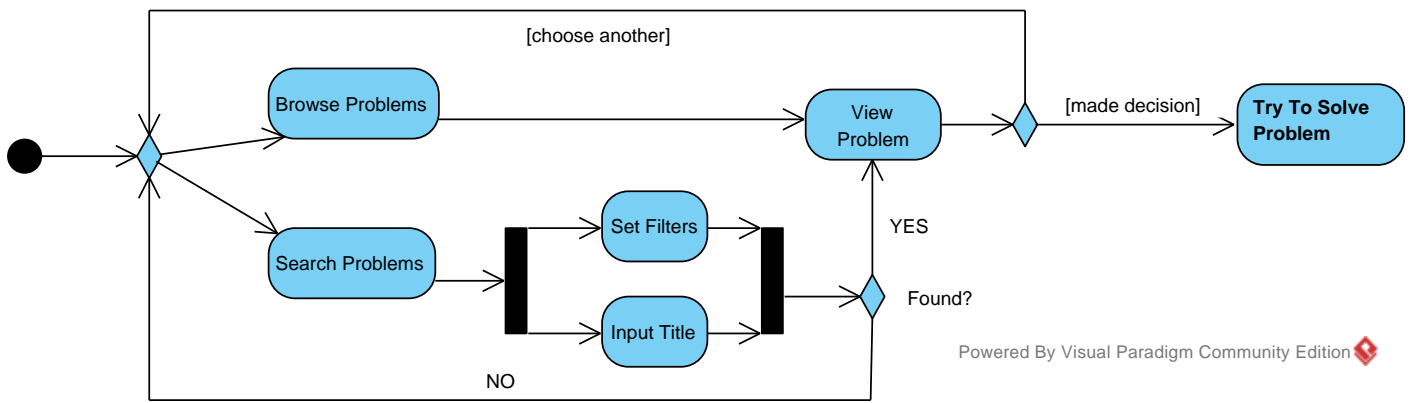 [choose another]
Browse Problems
View
Problem
[made decision]
Try To Solve
Problem
Set Filters
YES
Search Problems
Found?
Input Title
Powered By Visual Paradigm Community Edition
NO